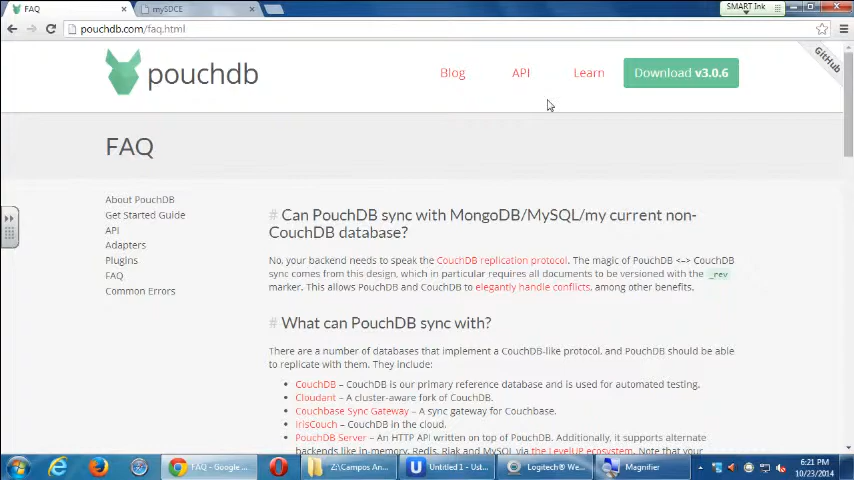 FAQ
mySDCE
SMART Ink
pouchdb.com/faq.html
GitHub
pouchdb
Blog
API
Learn
Download v3.0.6
FAQ
About PouchDB
Get Started Guide
API
Adapters
Plugins
FAQ
Common Errors
# Can PouchDB sync with MongoDB/MySQL/my current non-
CouchDB database?
No, your backend needs to speak the CouchDB replication protocol. The magic of PouchDB <–> CouchDB
sync comes from this design, which in particular requires all documents to be versioned with the _rev
marker. This allows PouchDB and CouchDB to elegantly handle conflicts, among other benefits.
# What can PouchDB sync with?
There are a number of databases that implement a CouchDB-like protocol, and PouchDB should be able
to replicate with them. They include:
• CouchDB – CouchDB is our primary reference database and is used for automated testing.
• Cloudant – A cluster-aware fork of CouchDB.
• Couchbase Sync Gateway – A sync gateway for Couchbase.
• IrisCouch – CouchDB in the cloud.
• PouchDB Server – An HTTP API written on top of PouchDB. Additionally, it supports alternate
backends like in-memory, Redis, Riak and MySQL via the LevelUP ecosystem. Note that your
FAQ - Google ...
Z:\Campos An...
Untitled 1 - Ust...
Logitech® We...
Magnifier
6:21 PM
10/23/2014